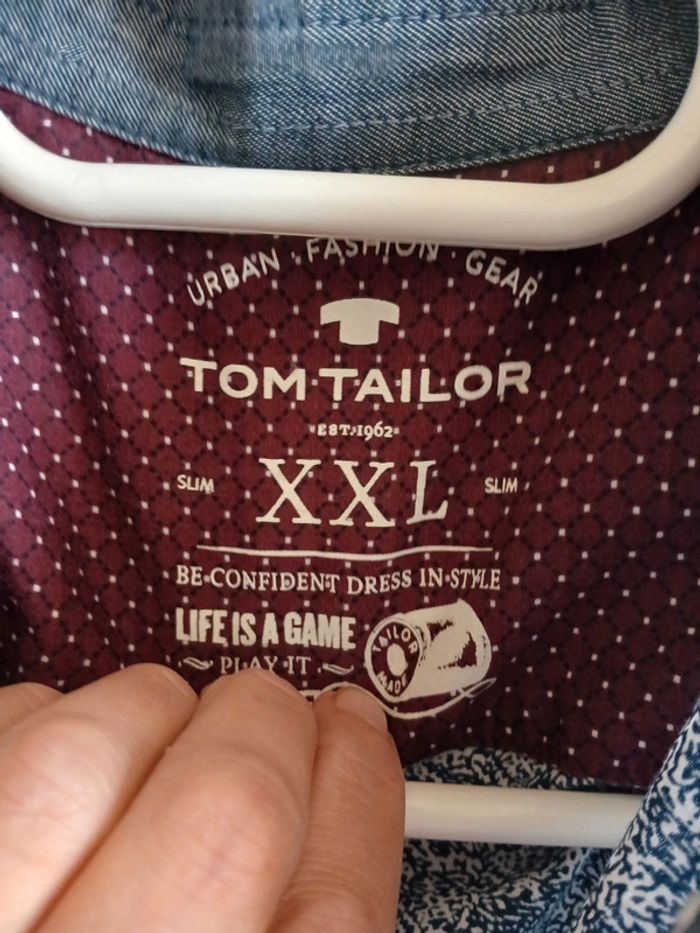 URBAN · FASHION · GEAR
TOM TAILOR
EST. 1962
SLIM XXL SLIM
BE CONFIDENT DRESS IN STYLE
LIFE IS A GAME
~ PLAY IT ~
TAILOR
MADE